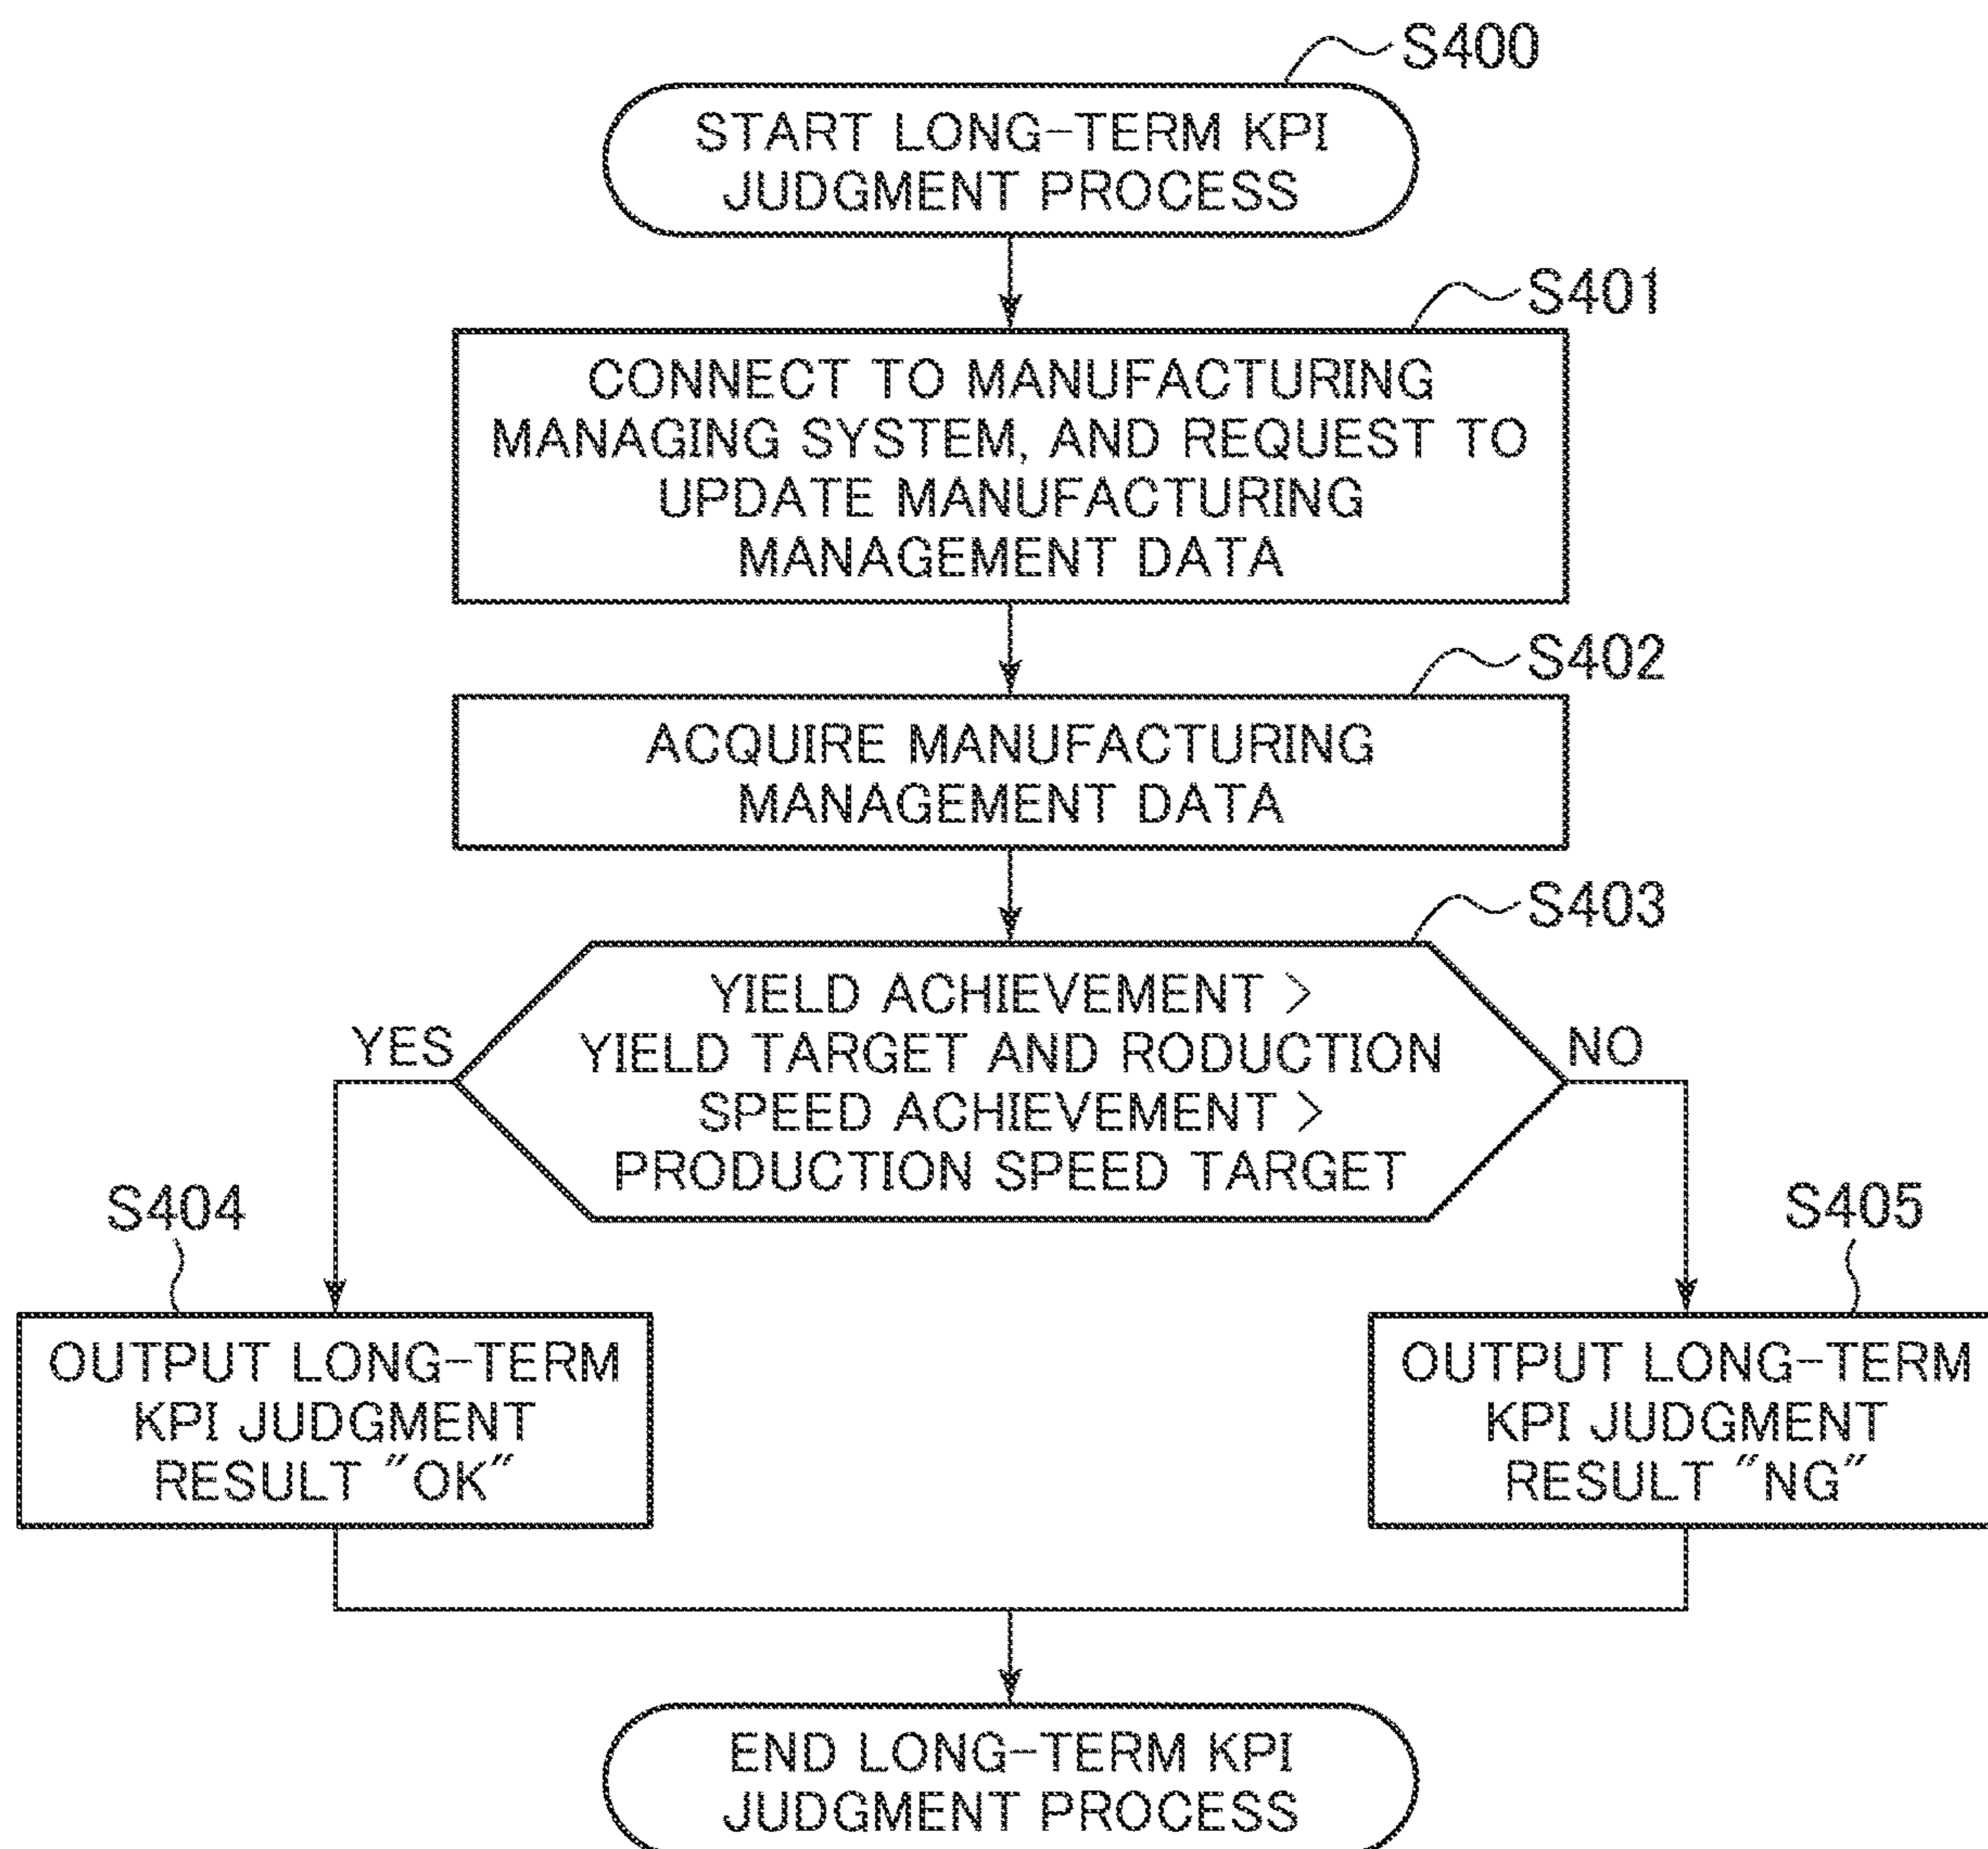 S400
START LONG-TERM KPI
JUDGMENT PROCESS
S401
CONNECT TO MANUFACTURING
MANAGING SYSTEM, AND REQUEST TO
UPDATE MANUFACTURING
MANAGEMENT DATA
S402
ACQUIRE MANUFACTURING
MANAGEMENT DATA
S403
YIELD ACHIEVEMENT >
YIELD TARGET AND RODUCTION
SPEED ACHIEVEMENT >
PRODUCTION SPEED TARGET
YES
NO
S404
OUTPUT LONG-TERM
KPI JUDGMENT
RESULT "OK"
S405
OUTPUT LONG-TERM
KPI JUDGMENT
RESULT "NG"
END LONG-TERM KPI
JUDGMENT PROCESS